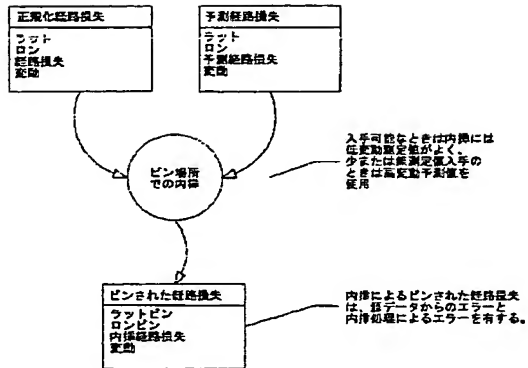 正規化経路損失
ラット
ロン
経路損失
変動
予測経路損失
ラット
ロン
予測経路損失
変動
ビン場所
での内挿
入手可能なときは内挿には
低変動測定値がよく、
少または無測定値入手の
ときは高変動予測値を
使用
ビンされた経路損失
ラットビン
ロンビン
内挿経路損失
変動
内挿によるビンされた経路損失
は、データからのエラーと
内挿処理によるエラーを有する。